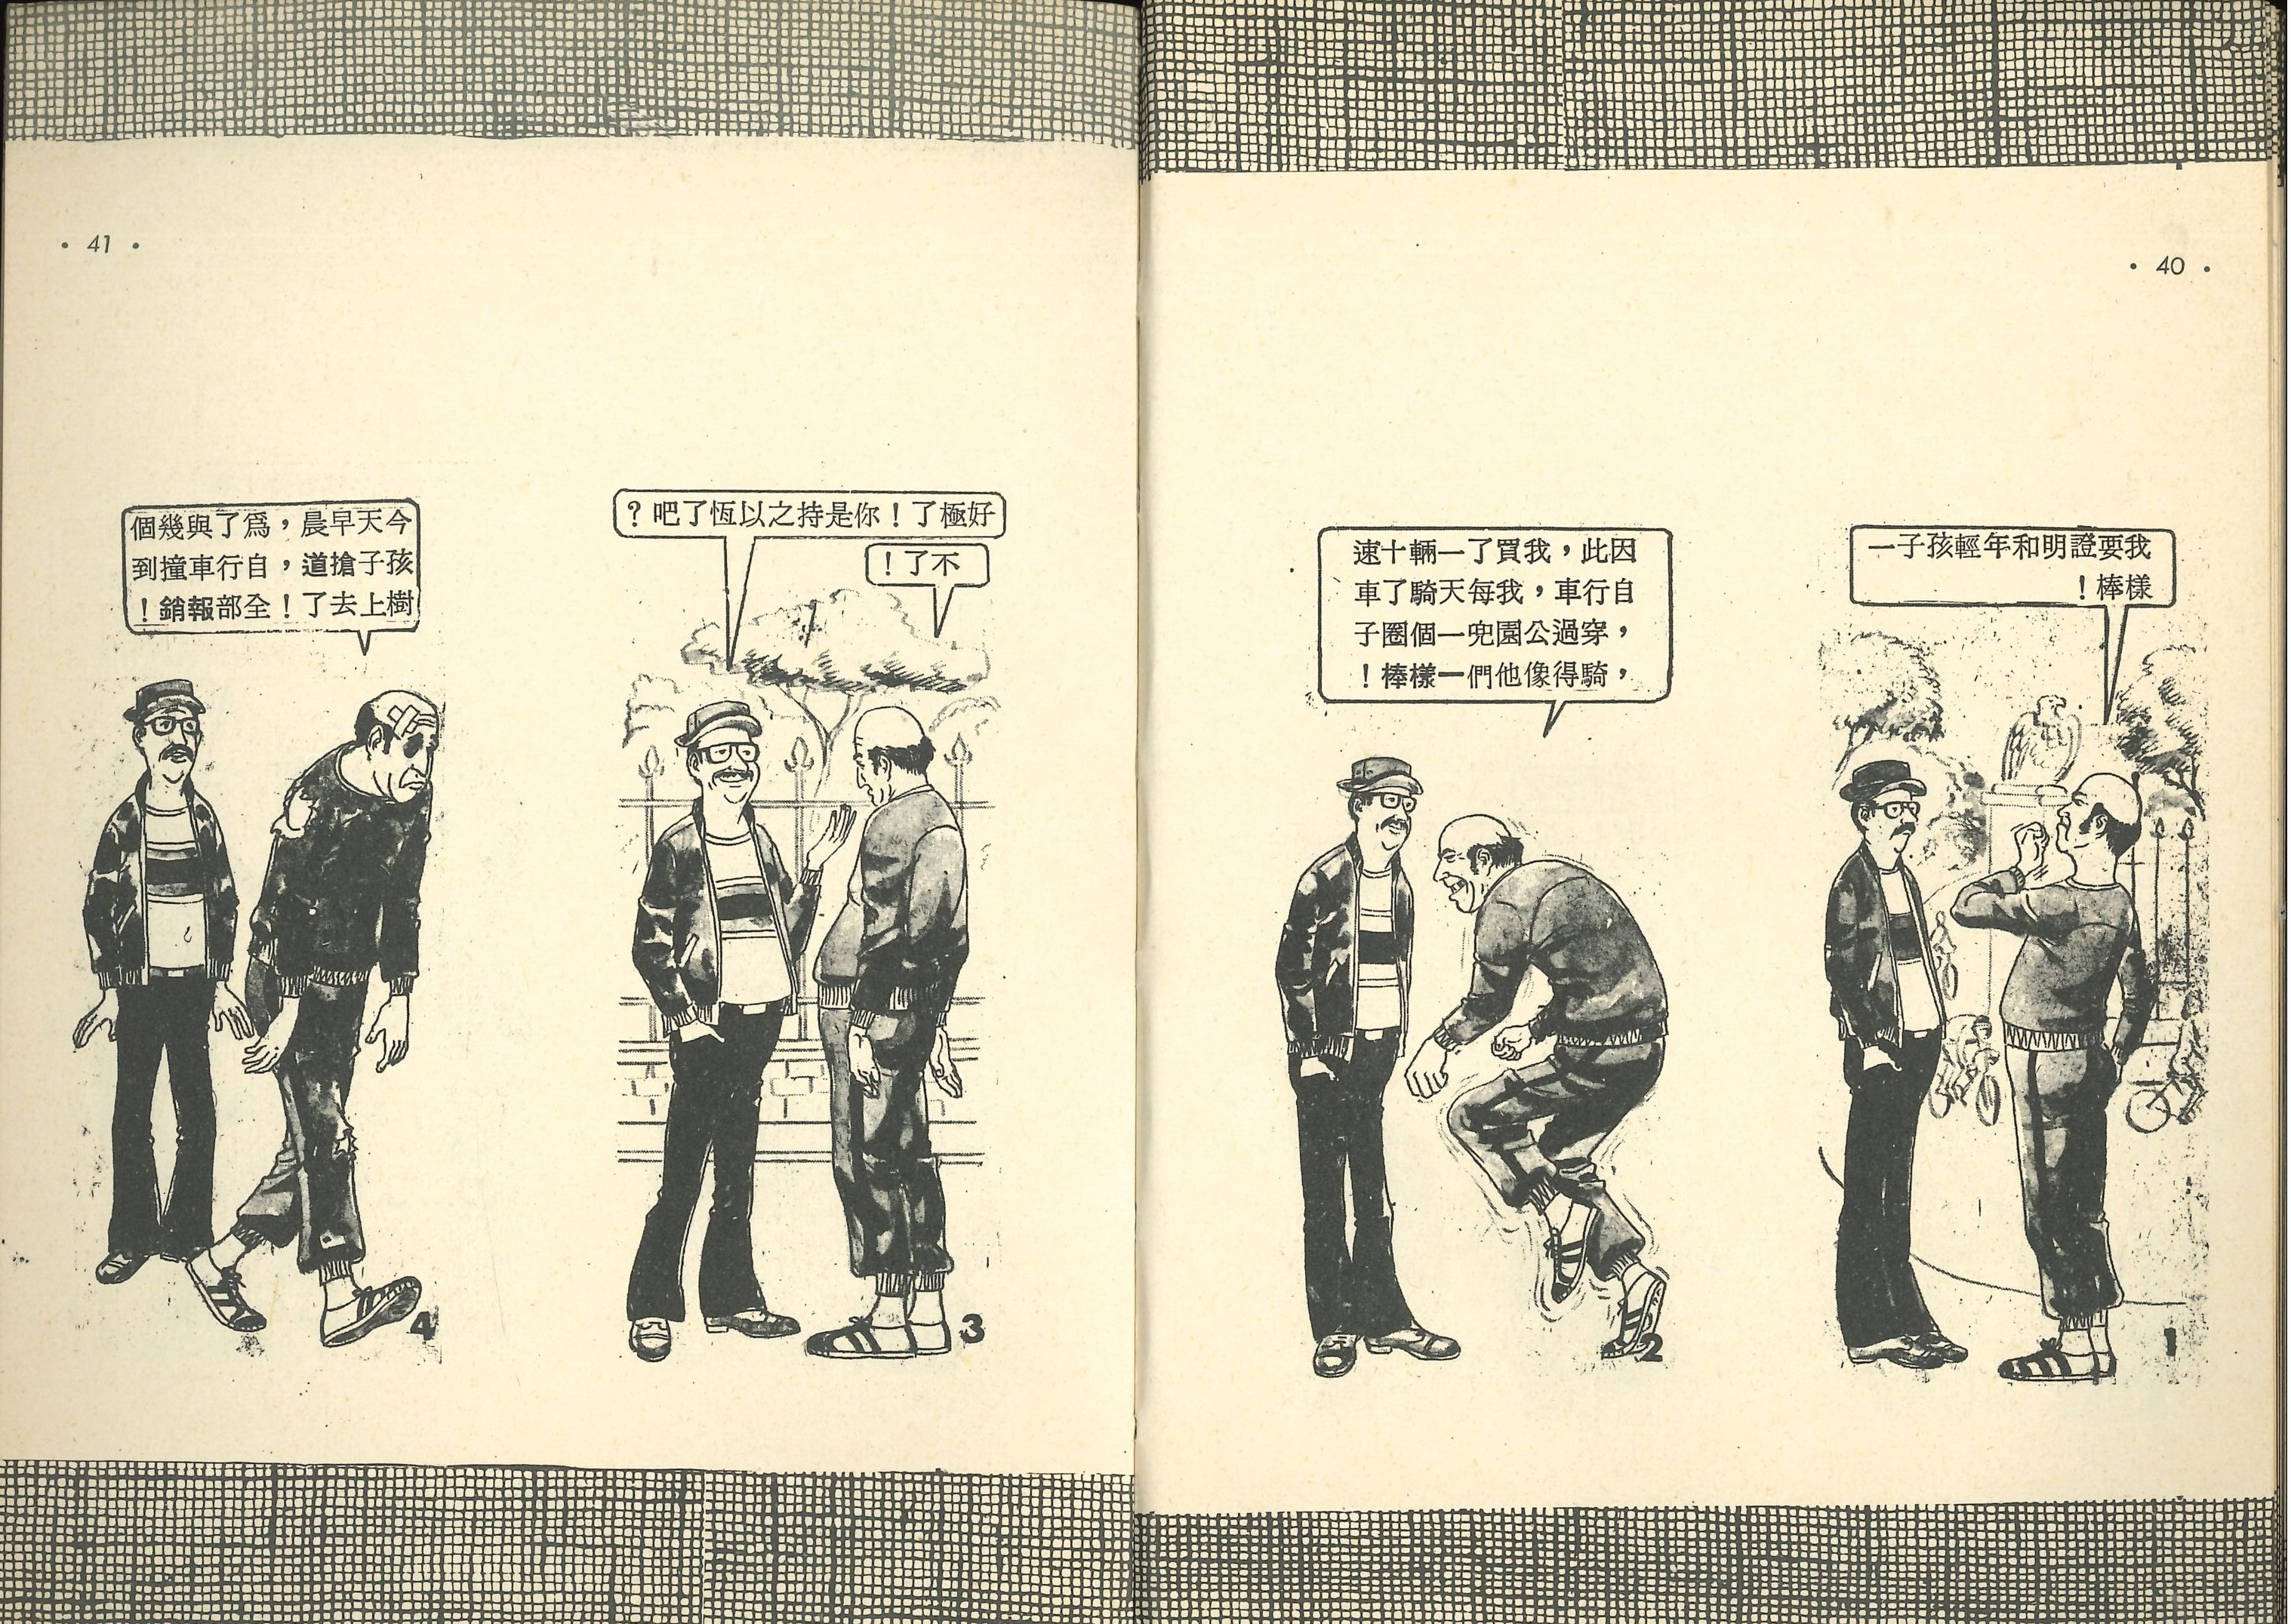 • 40 •
我要證明和年輕孩子一
樣棒！
1
因此，我買了一輛十速
自行車，我每天騎了車
，穿過公園兜一個圈子
，騎得像他們一樣棒！
2
• 41 •
好極了！你是持之以恆了吧？
不了！
3
今天早晨，爲了與幾個
孩子搶道，自行車撞到
樹上去了！全部報銷！
4